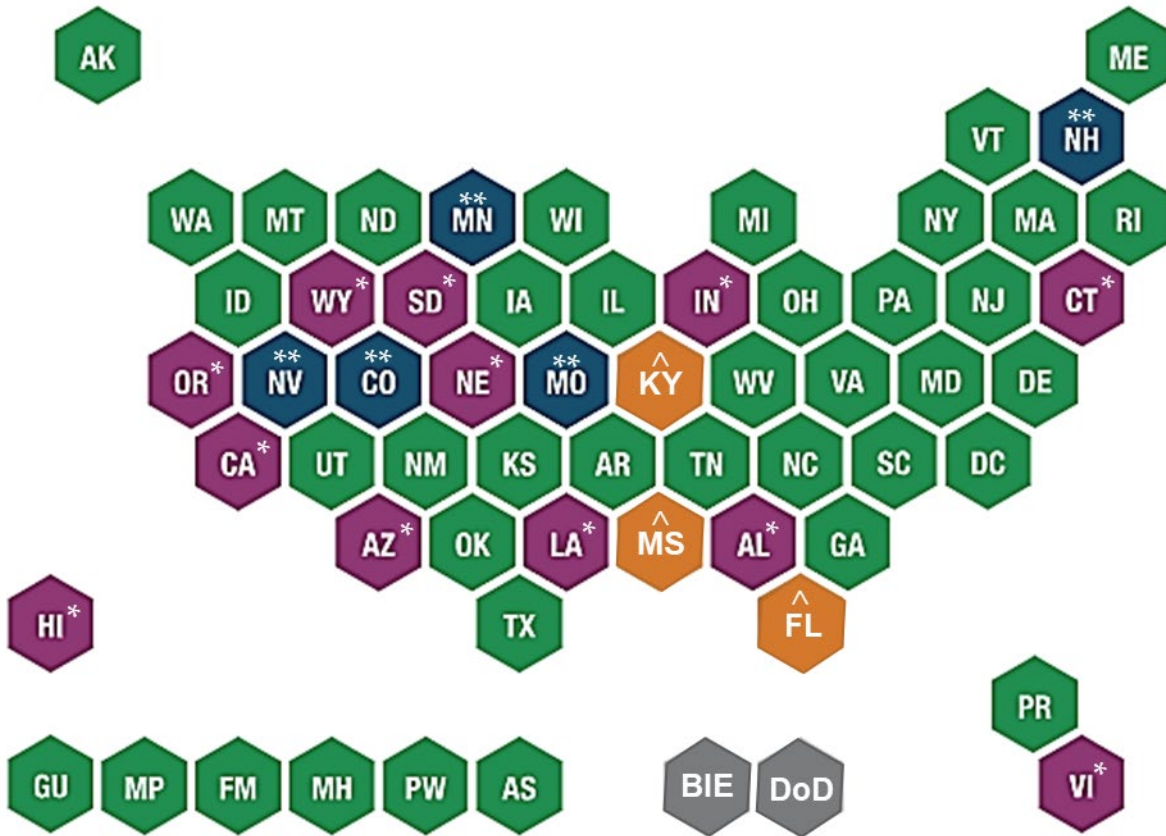 AK ME
VT **NH
WA MT ND **MN WI MI NY MA RI
ID WY* SD* IA IL IN* OH PA NJ CT*
OR* **NV **CO NE* **MO ^KY WV VA MD DE
CA* UT NM KS AR TN NC SC DC
AZ* OK LA* ^MS AL* GA
HI* TX ^FL
PR
GU MP FM MH PW AS BIE DoD VI*